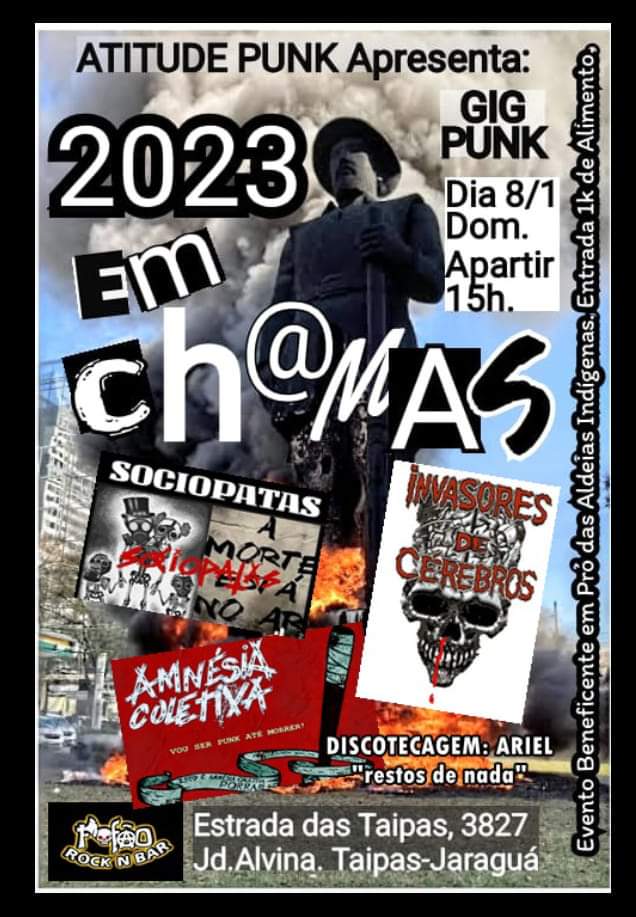 ATITUDE PUNK Apresenta:
2023
Em
ch@mAS
GIG
PUNK
Dia 8/1
Dom.
Apartir
15h.
Evento Beneficente em Pró das Aldeias Indígenas. Entrada 1k de Alimento.
SOCIOPATAS
SOCIOPATAS
A
MORTE
ESTÁ
NO AR
INVASORES
DE
CEREBROS
AMNÉSIA
COLETIVA
VOU SER PUNK ATÉ MORRER!
PORRA
DISCOTECAGEM: ARIEL
"restos de nada"
ROCK N BAR
Estrada das Taipas, 3827
Jd.Alvina. Taipas-Jaraguá